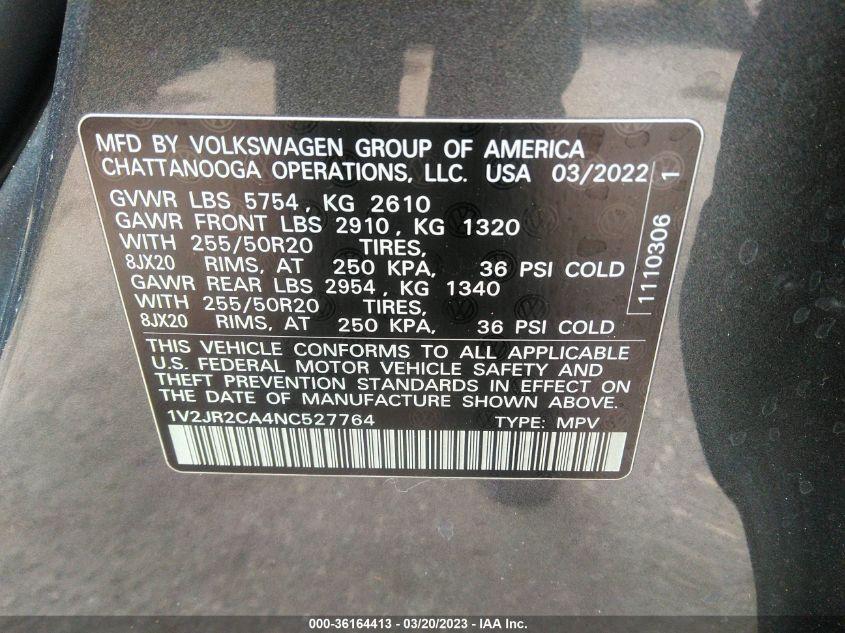 MFD BY VOLKSWAGEN GROUP OF AMERICA
CHATTANOOGA OPERATIONS, LLC. USA 03/2022
GVWR LBS 5754, KG 2610
GAWR FRONT LBS 2910, KG 1320
WITH 255/50R20 TIRES,
8JX20 RIMS, AT 250 KPA, 36 PSI COLD
GAWR REAR LBS 2954, KG 1340
WITH 255/50R20 TIRES,
8JX20 RIMS, AT 250 KPA, 36 PSI COLD
1110306 1
THIS VEHICLE CONFORMS TO ALL APPLICABLE
U.S. FEDERAL MOTOR VEHICLE SAFETY AND
THEFT PREVENTION STANDARDS IN EFFECT ON
THE DATE OF MANUFACTURE SHOWN ABOVE.
1V2JR2CA4NC527764 TYPE: MPV
000-36164413 - 03/20/2023 - IAA Inc.